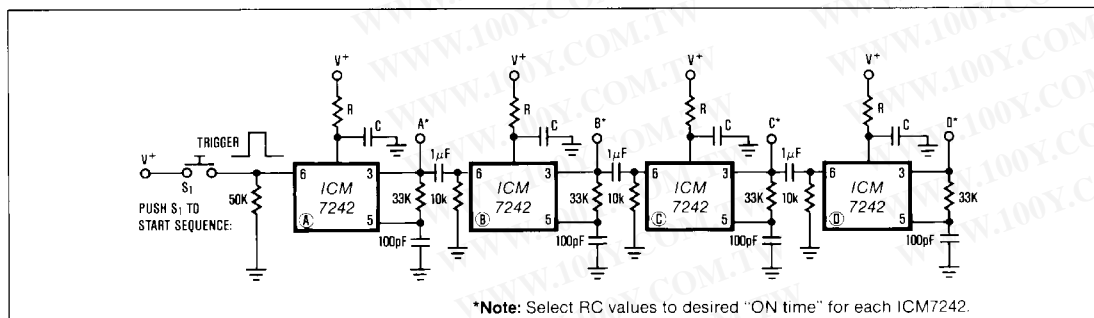 V+ V+ V+ V+
R R R R
C A* C B* C C* C D*
TRIGGER
V+
S1
1µF 1µF 1µF
6 ICM 7242 3
6 ICM 7242 3
6 ICM 7242 3
6 ICM 7242 3
PUSH S1 TO
START SEQUENCE:
50K 33K 10k 33K 10k 33K 10k 33K
A 5 B 5 C 5 D 5
100pF 100pF 100pF 100pF
*Note: Select RC values to desired "ON time" for each ICM7242.
WWW.100Y.COM.TW